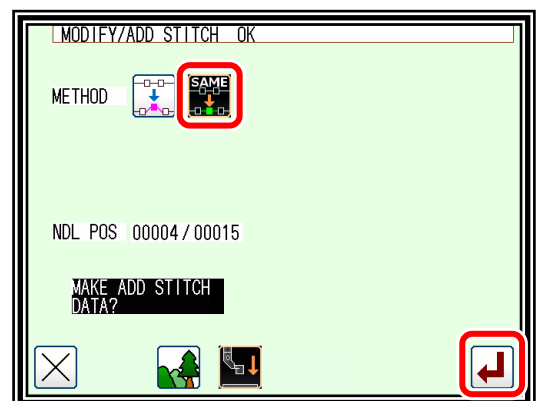 MODIFY/ADD STITCH OK
METHOD
SAME
NDL POS 00004/00015
MAKE ADD STITCH
DATA?